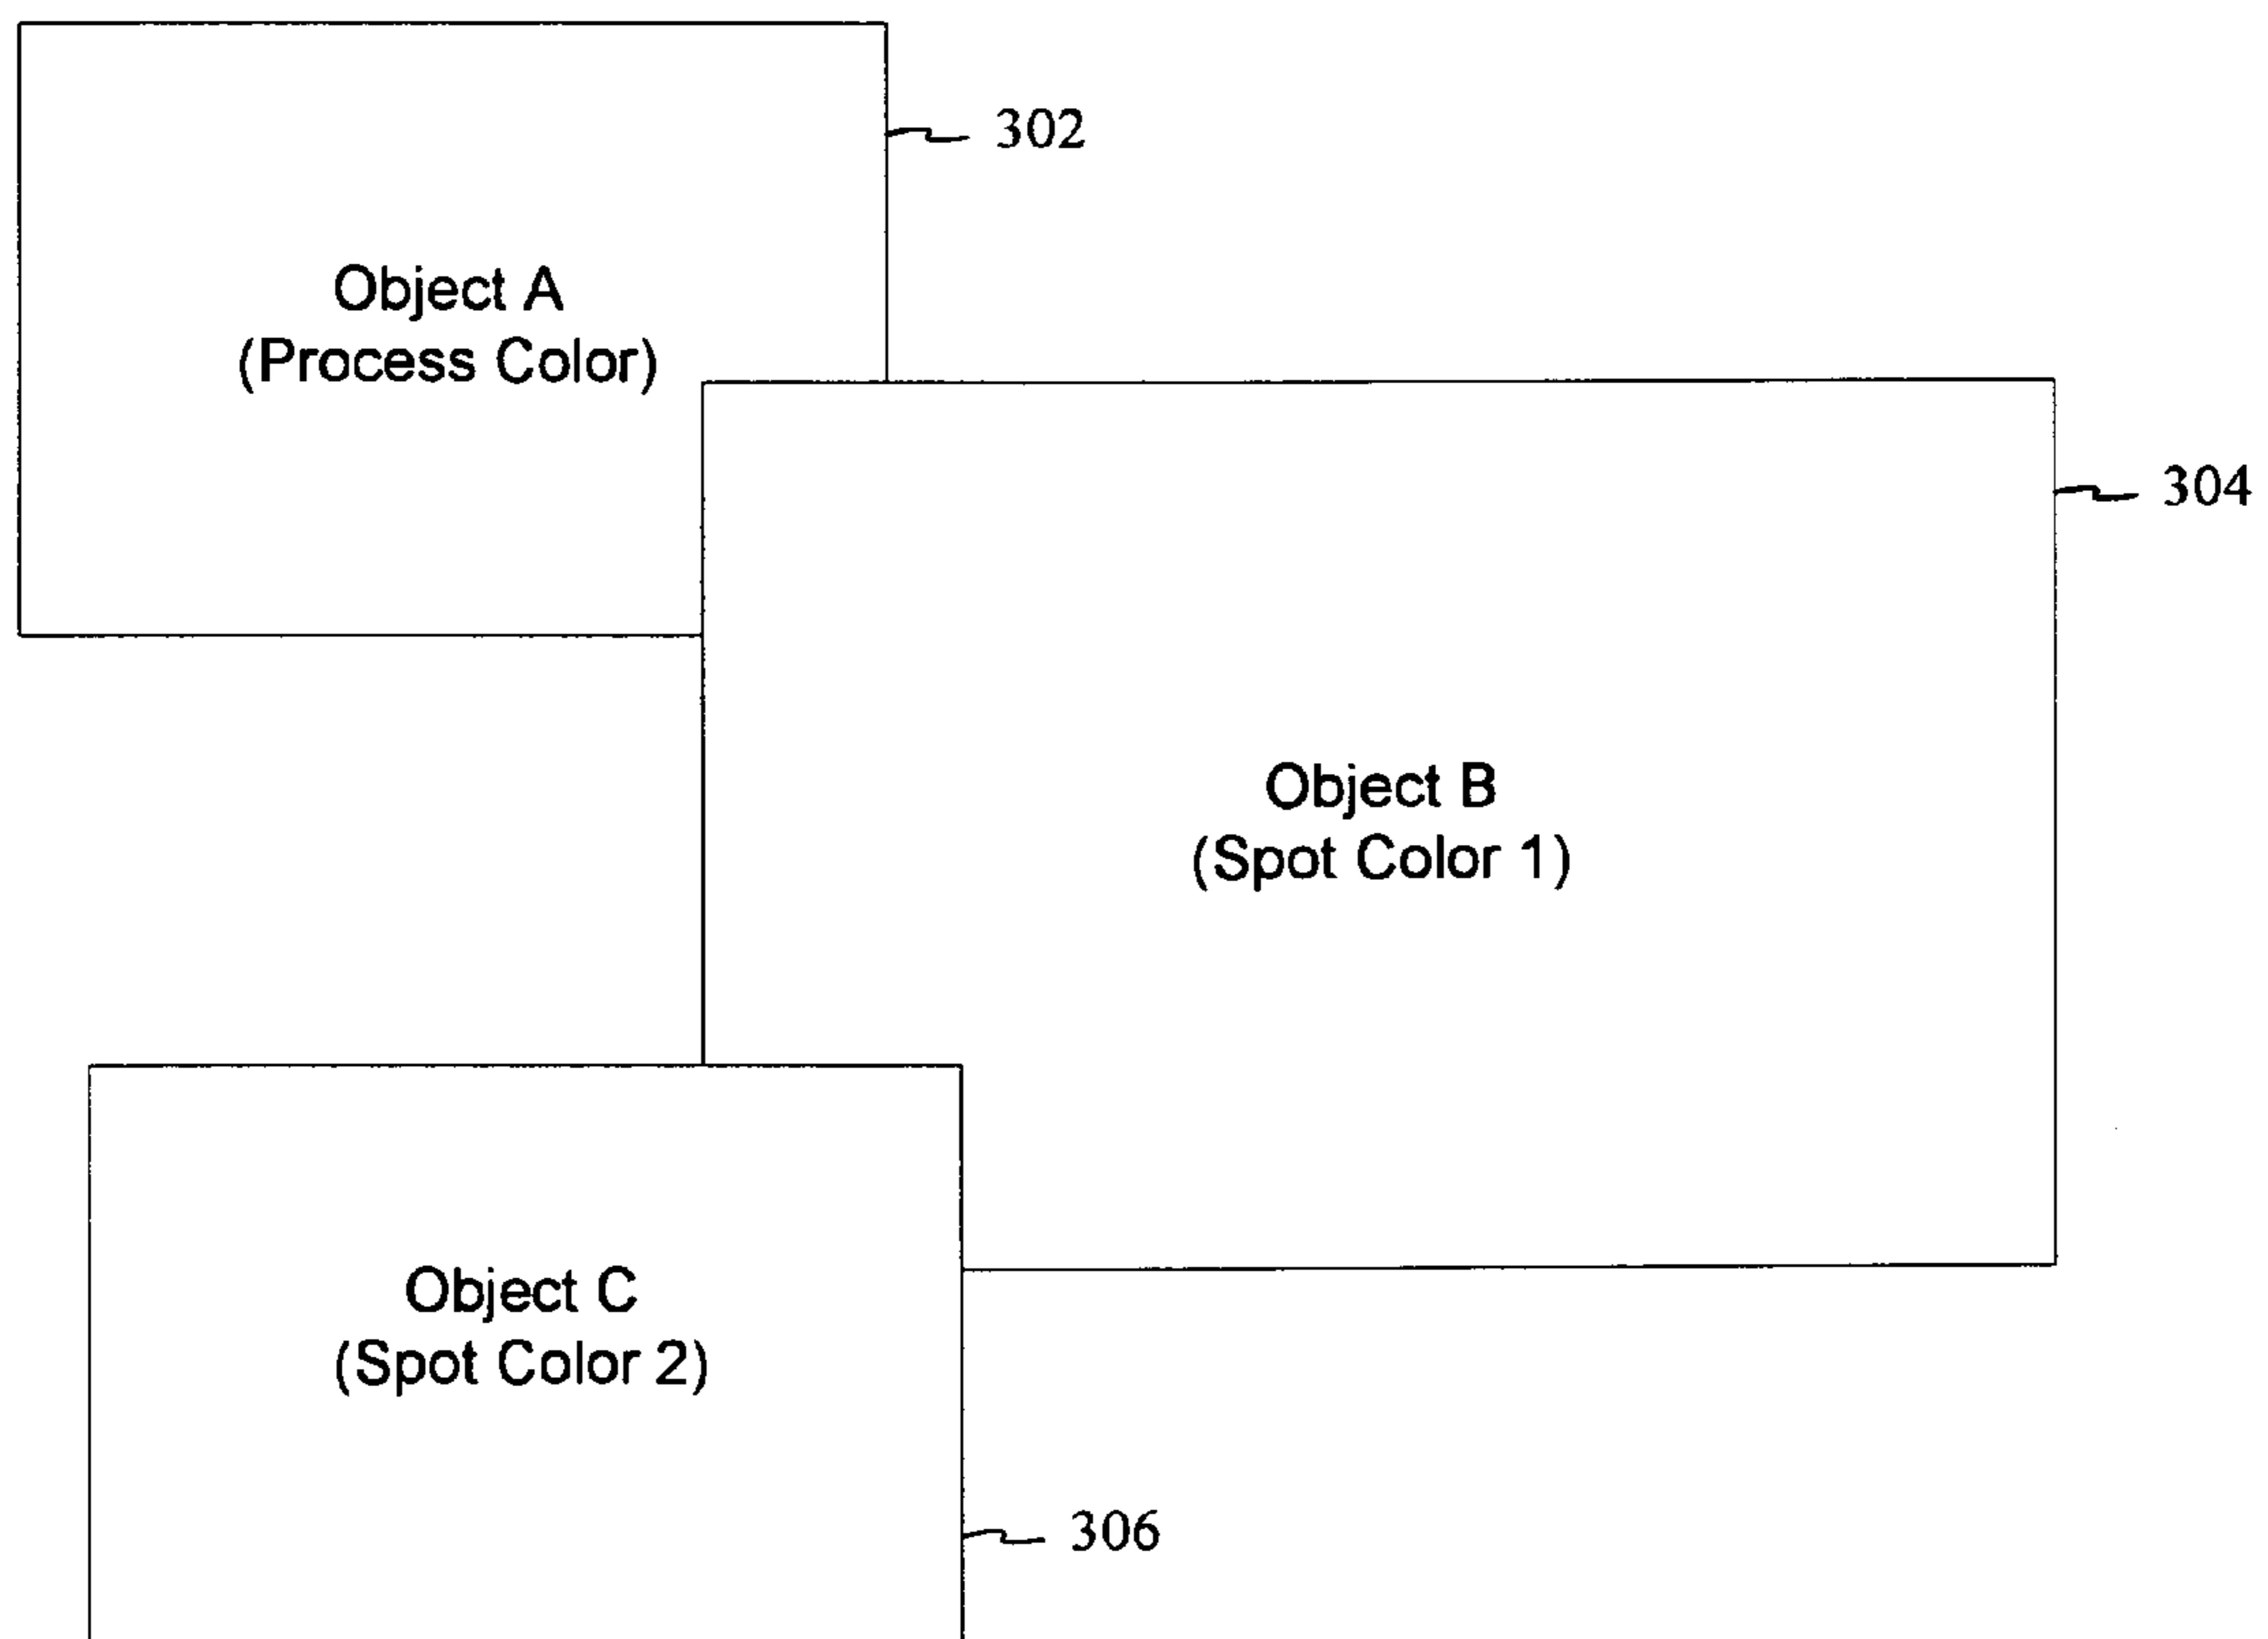 302
Object A
(Process Color)
304
Object B
(Spot Color 1)
Object C
(Spot Color 2)
306